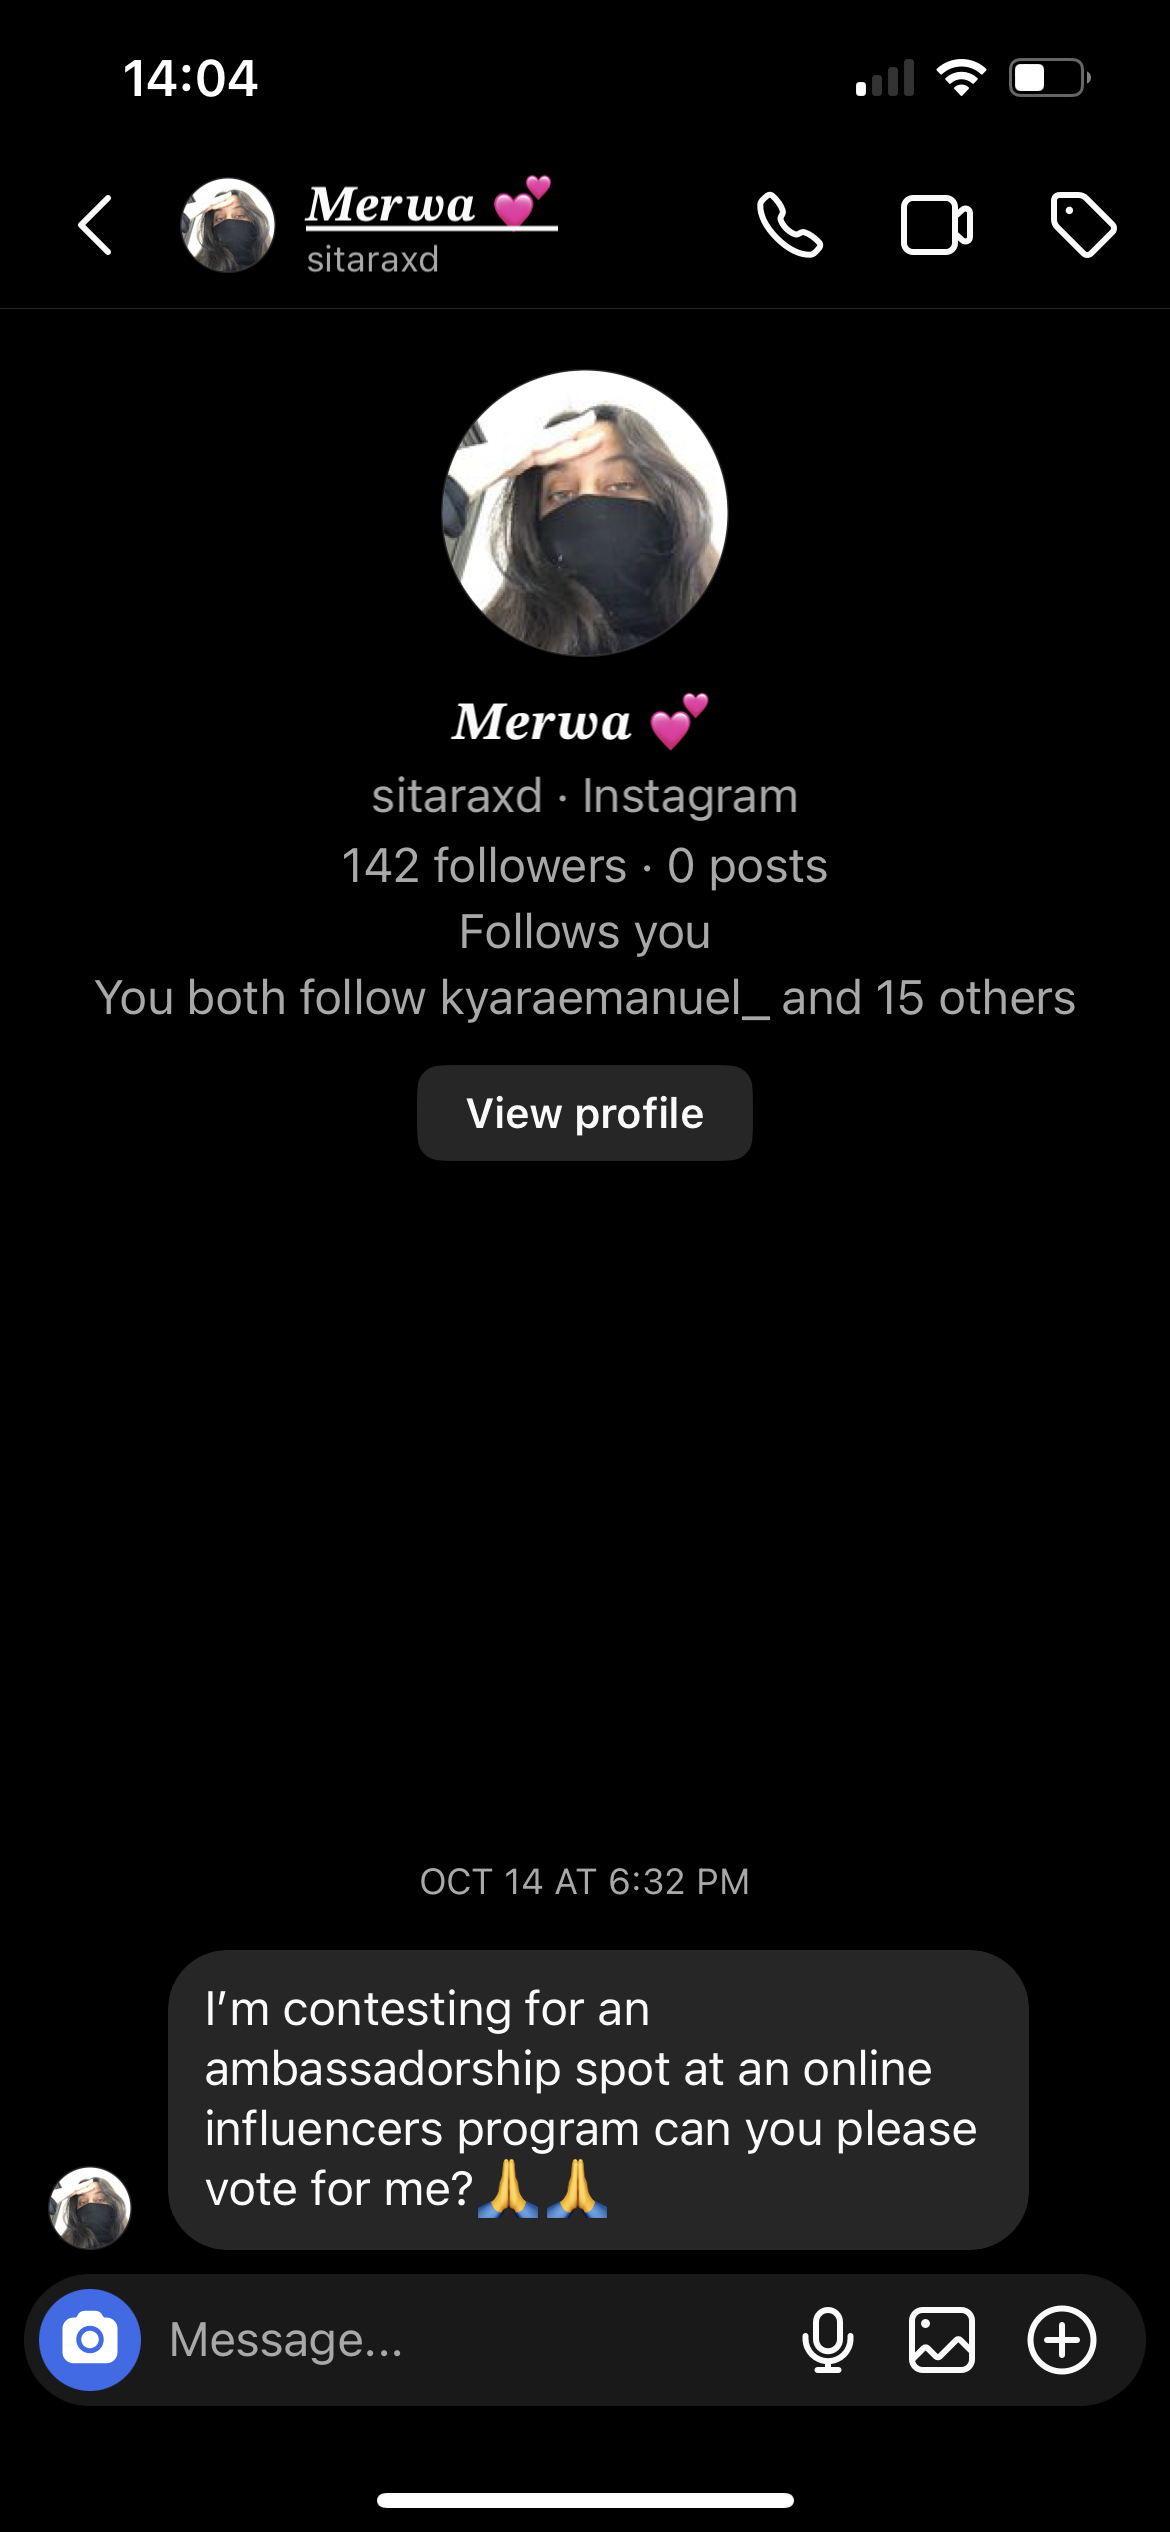 14:04
Merwa 💕
sitaraxd
Merwa 💕
sitaraxd · Instagram
142 followers · 0 posts
Follows you
You both follow kyaraemanuel_ and 15 others
View profile
OCT 14 AT 6:32 PM
I’m contesting for an
ambassadorship spot at an online
influencers program can you please
vote for me?🙏🙏
Message...